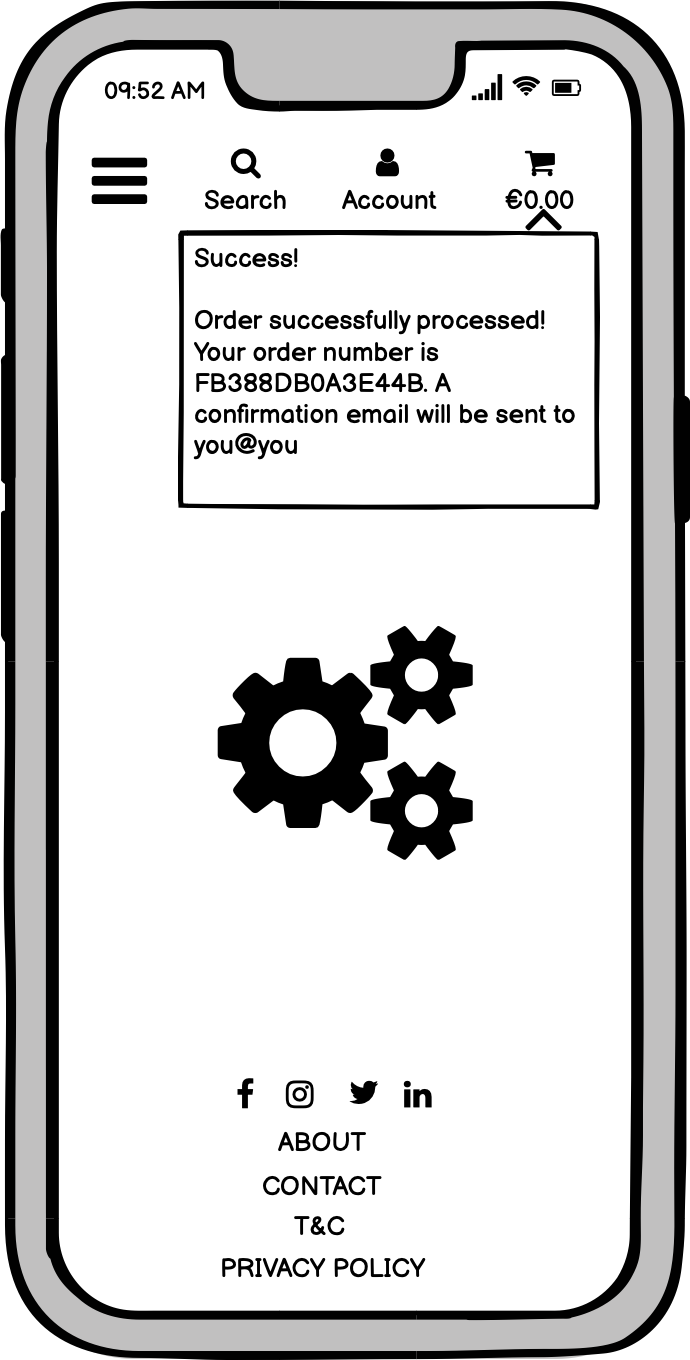 09:52 AM
Search
Account
€0.00
Success!
Order successfully processed!
Your order number is
FB388DB0A3E44B. A
confirmation email will be sent to
you@you
ABOUT
CONTACT
T&C
PRIVACY POLICY